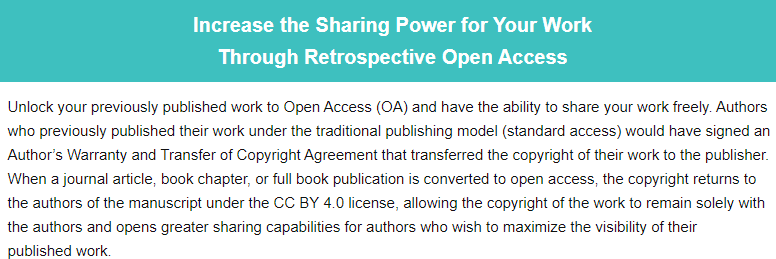 Increase the Sharing Power for Your Work
Through Retrospective Open Access
Unlock your previously published work to Open Access (OA) and have the ability to share your work freely. Authors
who previously published their work under the traditional publishing model (standard access) would have signed an
Author’s Warranty and Transfer of Copyright Agreement that transferred the copyright of their work to the publisher.
When a journal article, book chapter, or full book publication is converted to open access, the copyright returns to
the authors of the manuscript under the CC BY 4.0 license, allowing the copyright of the work to remain solely with
the authors and opens greater sharing capabilities for authors who wish to maximize the visibility of their
published work.